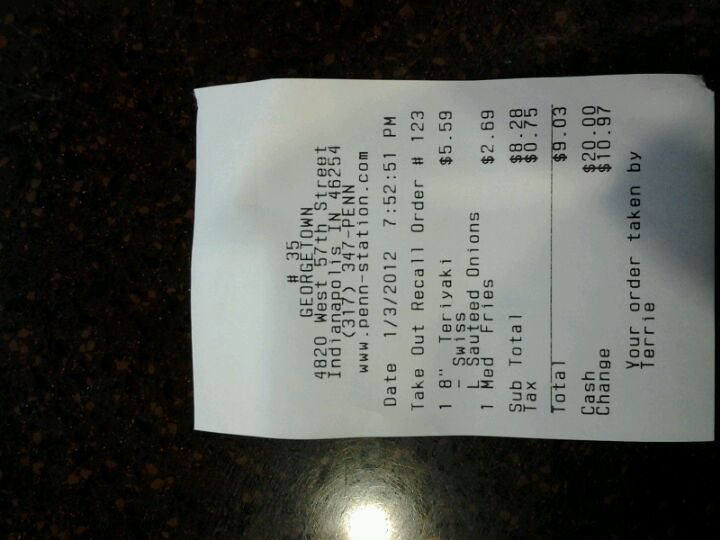 # 35
GEORGETOWN
4820 West 57th Street
Indianapolis IN 46254
(317) 347-PENN
www.penn-station.com
Date 1/3/2012 7:52:51 PM
Take Out Recall Order # 123
1 8" Teriyaki $5.59
- Swiss
L Sauteed Onions
1 Med Fries $2.69
Sub Total $8.28
Tax $0.75
Total $9.03
Cash $20.00
Change $10.97
Your order taken by
Terrie